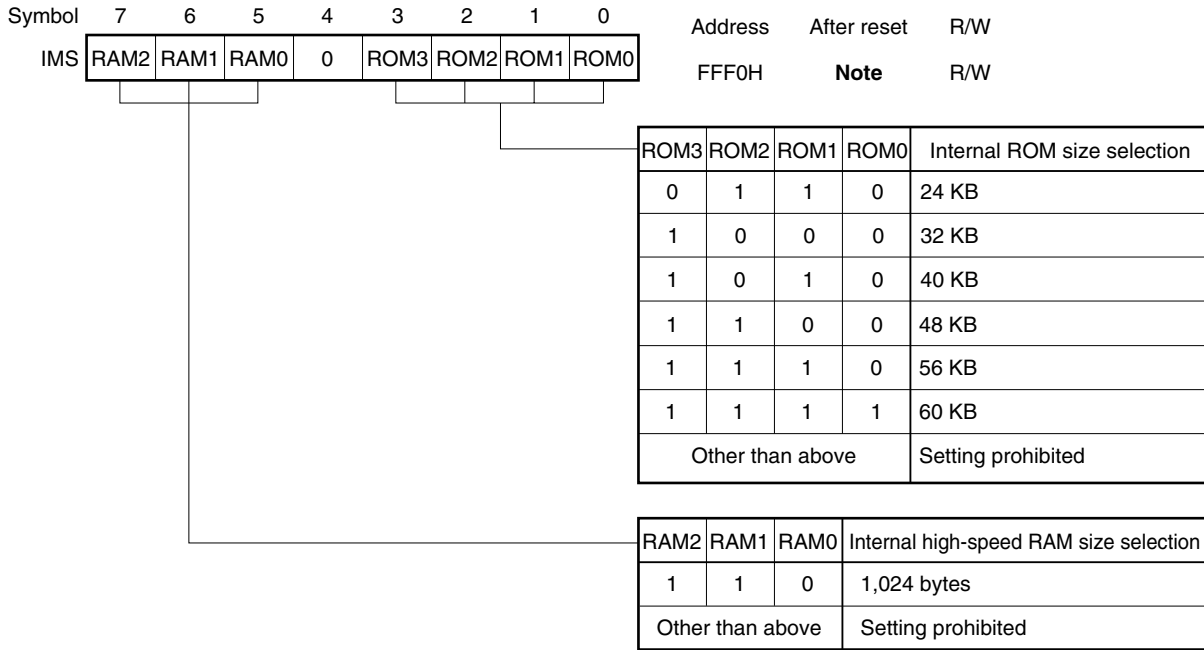 Symbol 7 6 5 4 3 2 1 0 Address After reset R/W
IMS RAM2 RAM1 RAM0 0 ROM3 ROM2 ROM1 ROM0 FFF0H Note R/W
ROM3 ROM2 ROM1 ROM0 Internal ROM size selection
0 1 1 0 24 KB
1 0 0 0 32 KB
1 0 1 0 40 KB
1 1 0 0 48 KB
1 1 1 0 56 KB
1 1 1 1 60 KB
Other than above Setting prohibited
RAM2 RAM1 RAM0 Internal high-speed RAM size selection
1 1 0 1,024 bytes
Other than above Setting prohibited